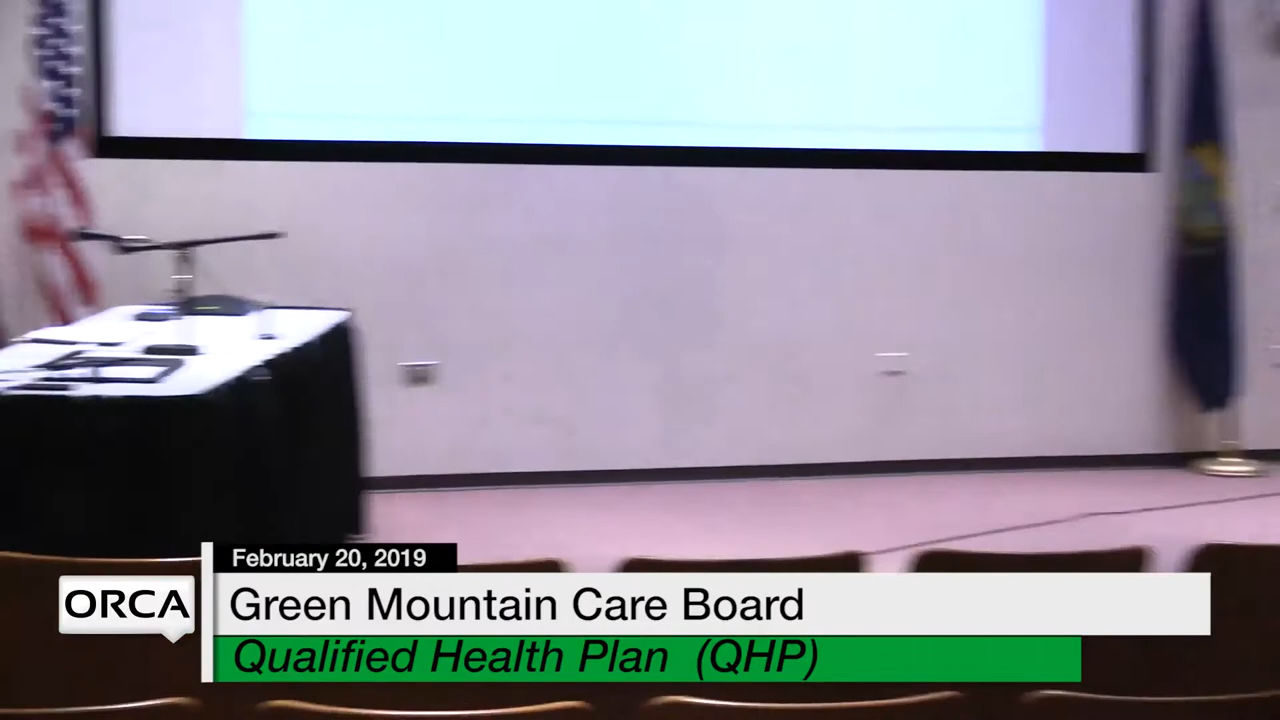 February 20, 2019
ORCA
Green Mountain Care Board
Qualified Health Plan (QHP)